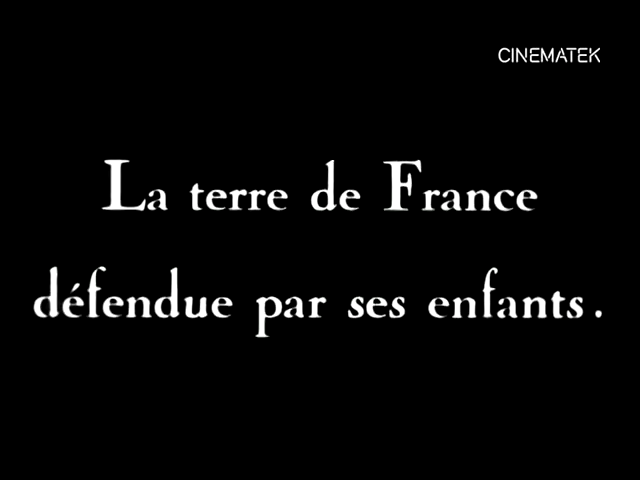 CINEMATEK
La terre de France
défendue par ses enfants.